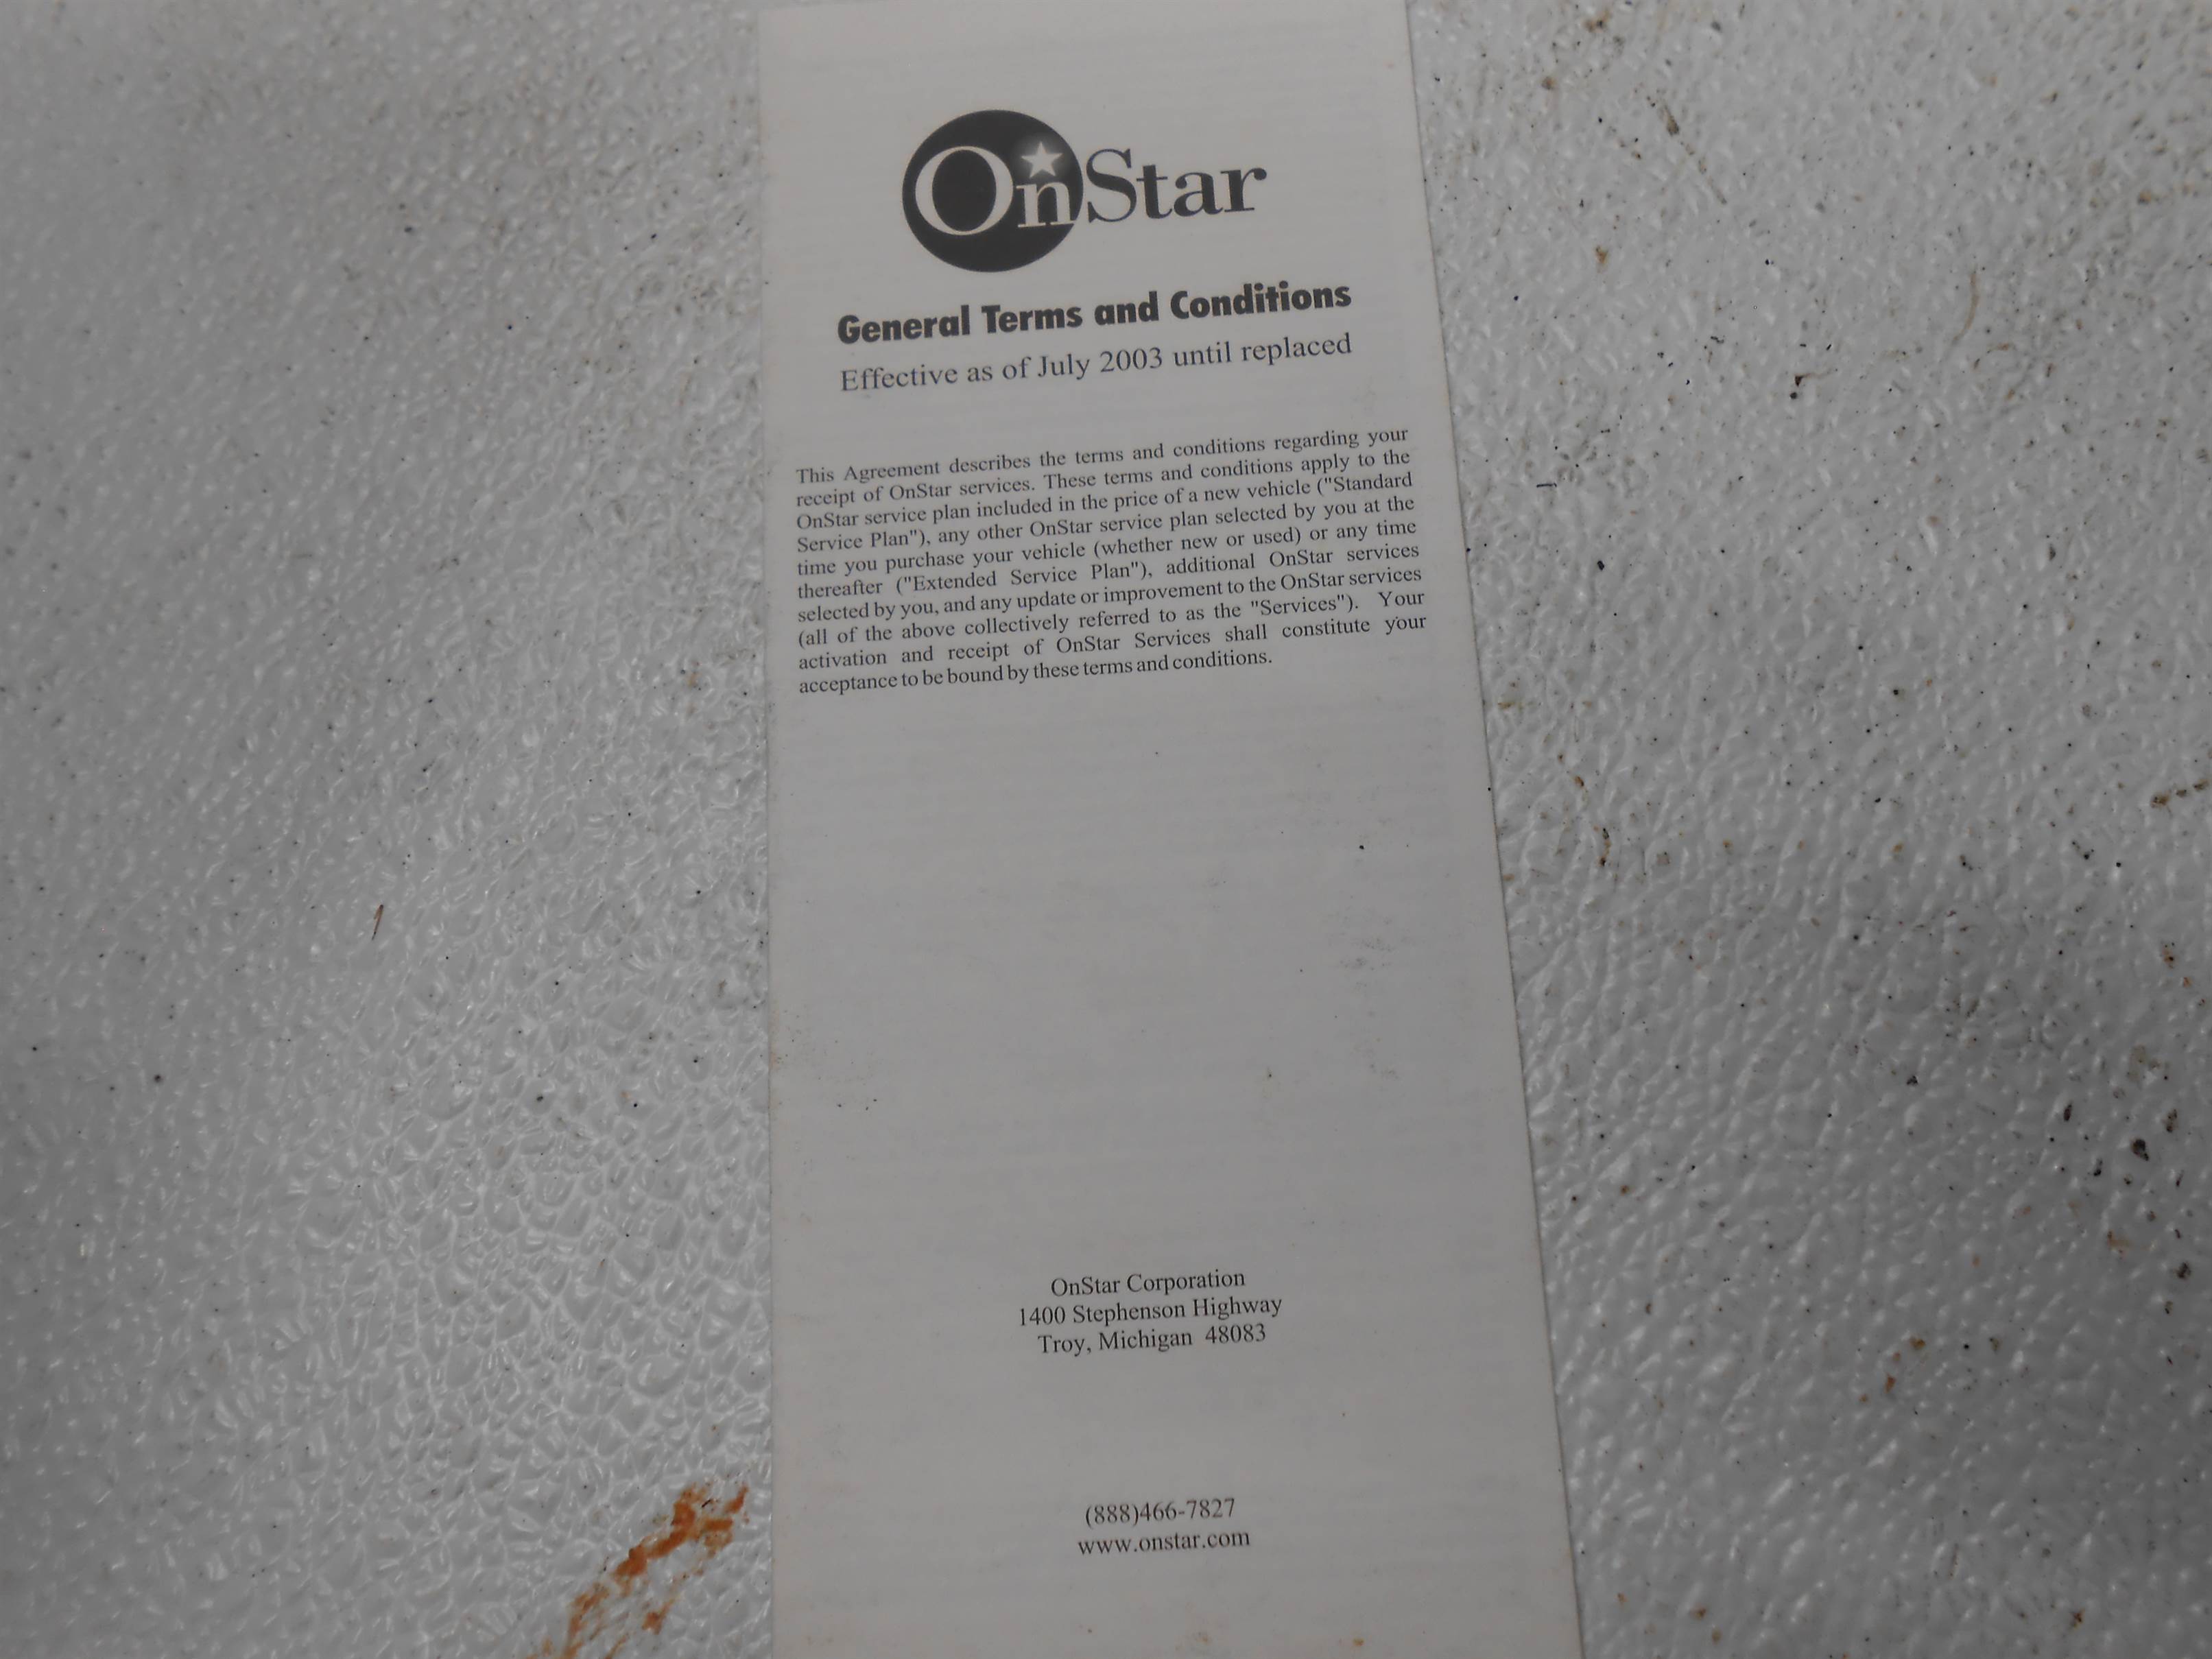 OnStar
General Terms and Conditions
Effective as of July 2003 until replaced
This Agreement describes the terms and conditions regarding your
receipt of OnStar services. These terms and conditions apply to the
OnStar service plan included in the price of a new vehicle ("Standard
Service Plan"), any other OnStar service plan selected by you at the
time you purchase your vehicle (whether new or used) or any time
thereafter ("Extended Service Plan"), additional OnStar services
selected by you, and any update or improvement to the OnStar services
(all of the above collectively referred to as the "Services"). Your
activation and receipt of OnStar Services shall constitute your
acceptance to be bound by these terms and conditions.
OnStar Corporation
1400 Stephenson Highway
Troy, Michigan 48083
(888)466-7827
www.onstar.com